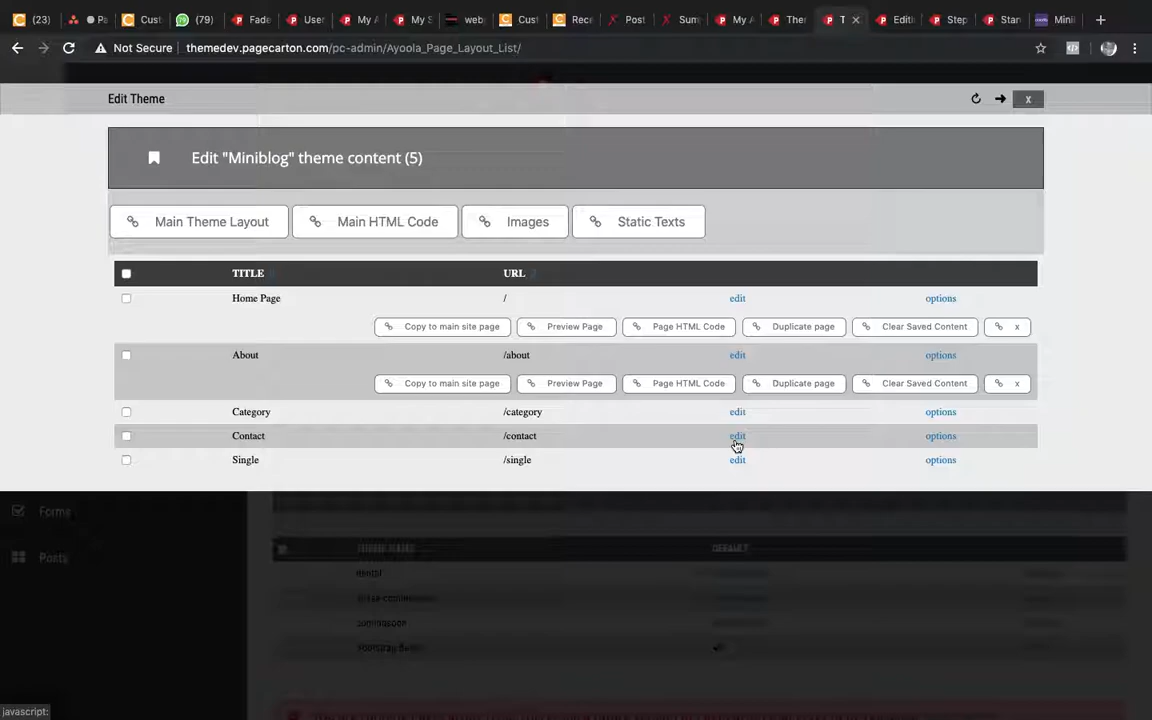 (23) Pa Cust (79) Fade User My A My S web Cust Rece Post Sum My A Ther T Editi Step Star Mini
Not Secure themedev.pagecarton.com/pc-admin/Ayoola_Page_Layout_List/
Edit Theme x
Edit "Miniblog" theme content (5)
Main Theme Layout Main HTML Code Images Static Texts
TITLE URL
Home Page / edit options
Copy to main site page Preview Page Page HTML Code Duplicate page Clear Saved Content x
About /about edit options
Copy to main site page Preview Page Page HTML Code Duplicate page Clear Saved Content x
Category /category edit options
Contact /contact edit options
Single /single edit options
Forms
Posts
DEFAULT
javascript: